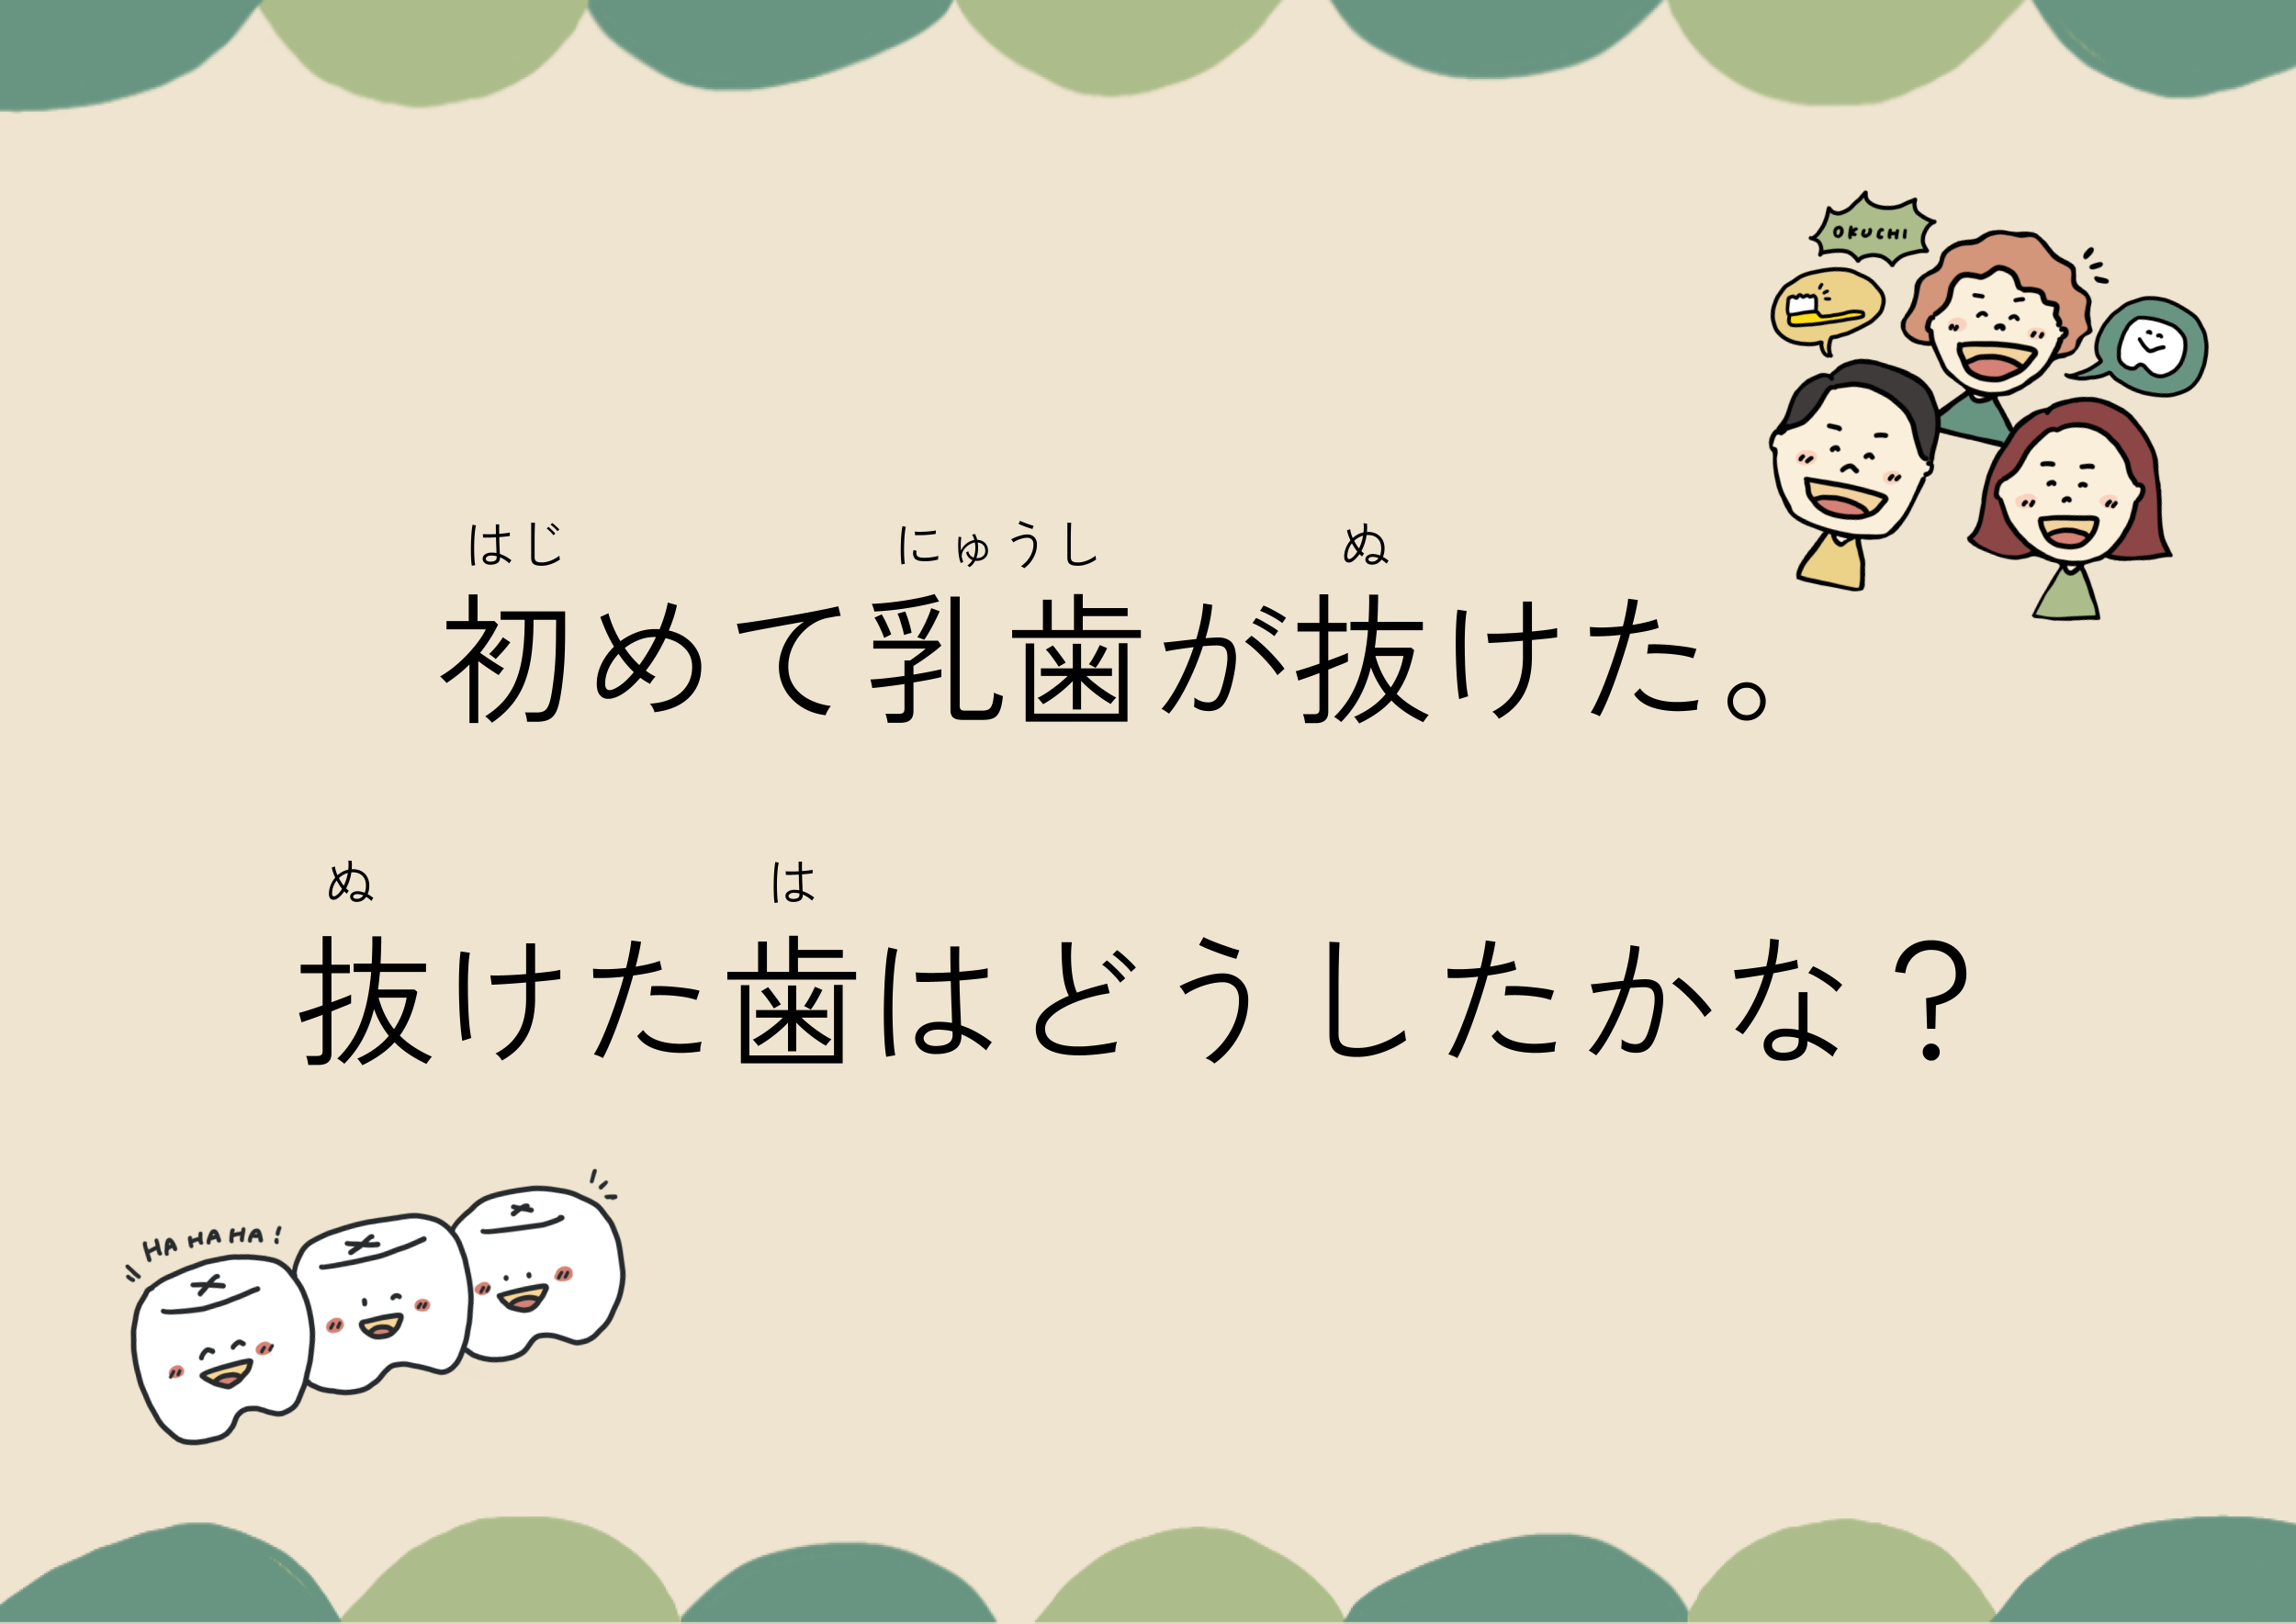 OKUCHI
はじ にゅうし ぬ
初めて乳歯が抜けた。
ぬ は
抜けた歯はどうしたかな？
HA HA HA!